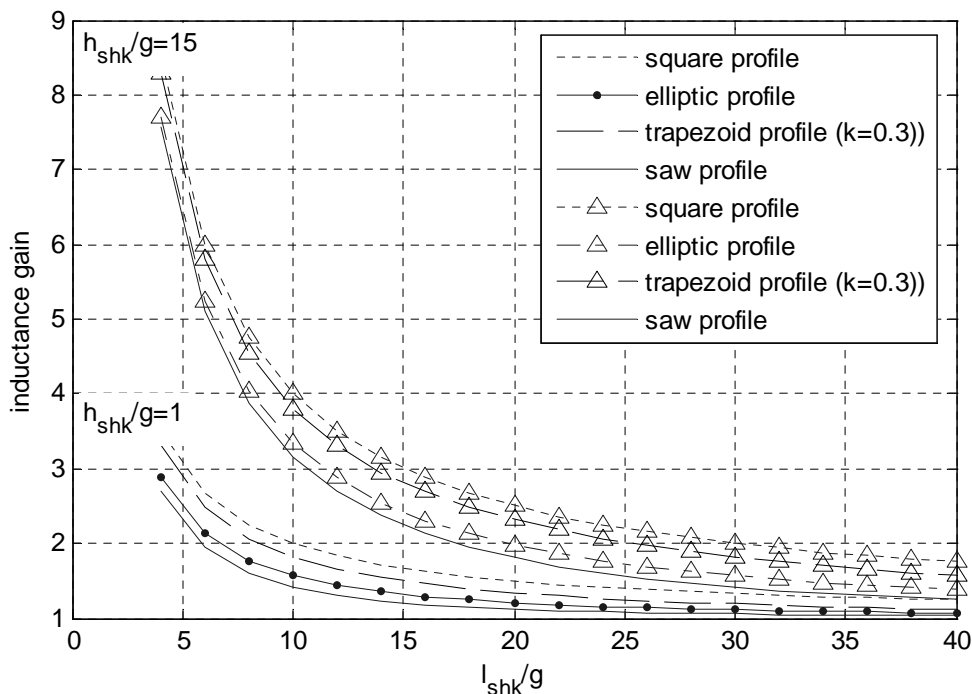 9
8
7
6
5
4
3
2
1
inductance gain
h_shk/g=15
h_shk/g=1
square profile
elliptic profile
trapezoid profile (k=0.3))
saw profile
square profile
elliptic profile
trapezoid profile (k=0.3))
saw profile
0 5 10 15 20 25 30 35 40
l_shk/g